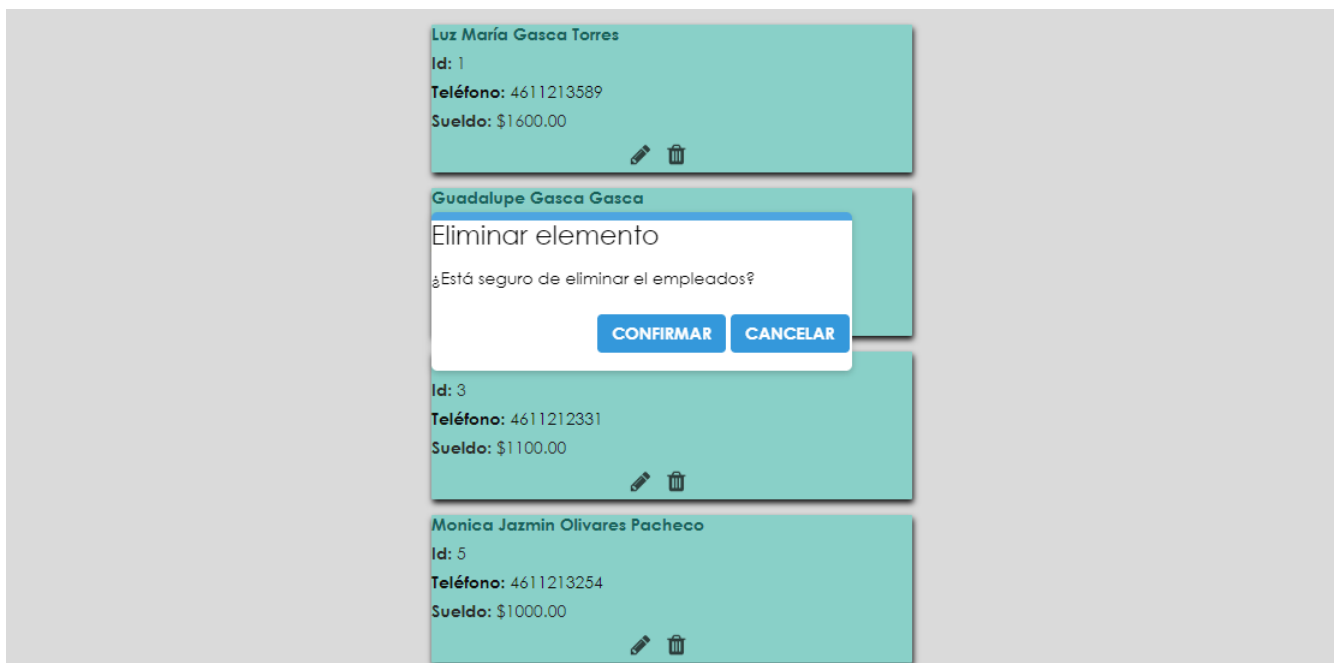 Luz María Gasca Torres
Id: 1
Teléfono: 4611213589
Sueldo: $1600.00
Guadalupe Gasca Gasca
Eliminar elemento
¿Está seguro de eliminar el empleados?
CONFIRMAR CANCELAR
Id: 3
Teléfono: 4611212331
Sueldo: $1100.00
Monica Jazmin Olivares Pacheco
Id: 5
Teléfono: 4611213254
Sueldo: $1000.00